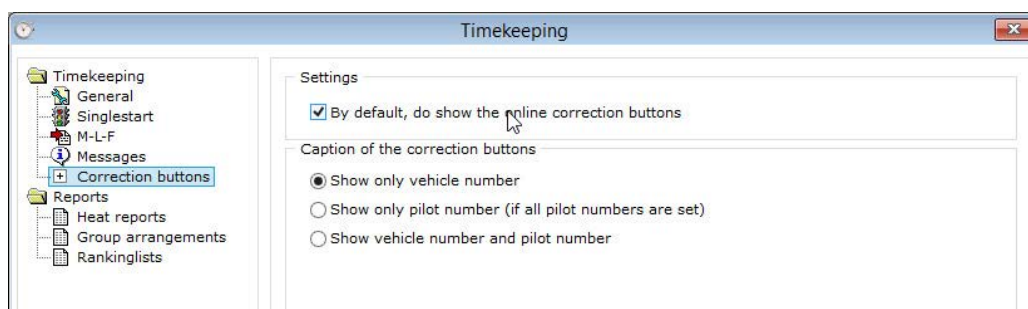 Timekeeping
Timekeeping
General
Singlestart
M-L-F
Messages
Correction buttons
Reports
Heat reports
Group arrangements
Rankinglists
Settings
By default, do show the online correction buttons
Caption of the correction buttons
Show only vehicle number
Show only pilot number (if all pilot numbers are set)
Show vehicle number and pilot number